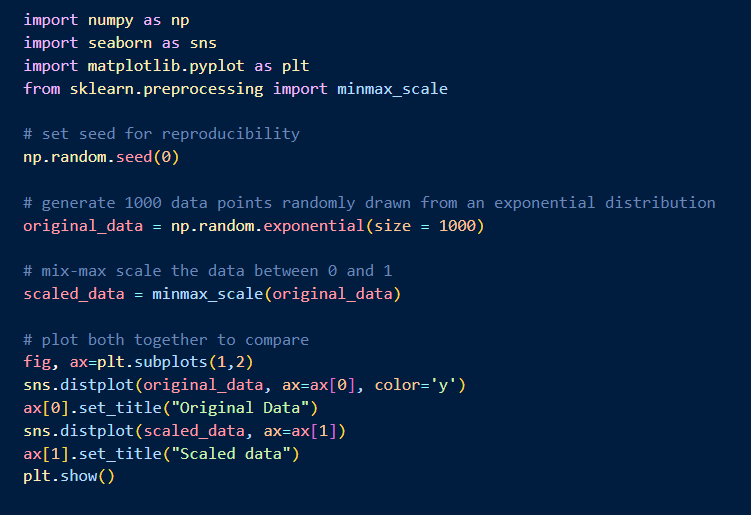 import numpy as np
import seaborn as sns
import matplotlib.pyplot as plt
from sklearn.preprocessing import minmax_scale
# set seed for reproducibility
np.random.seed(0)
# generate 1000 data points randomly drawn from an exponential distribution
original_data = np.random.exponential(size = 1000)
# mix-max scale the data between 0 and 1
scaled_data = minmax_scale(original_data)
# plot both together to compare
fig, ax=plt.subplots(1,2)
sns.distplot(original_data, ax=ax[0], color='y')
ax[0].set_title("Original Data")
sns.distplot(scaled_data, ax=ax[1])
ax[1].set_title("Scaled data")
plt.show()